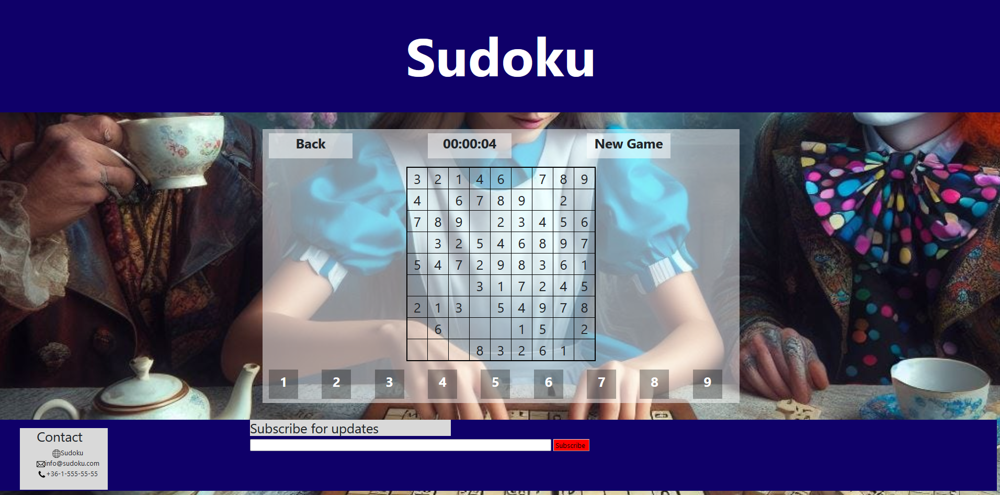 Sudoku
Back 00:00:04 New Game
3 2 1 4 6 7 8 9
4 6 7 8 9 2
7 8 9 2 3 4 5 6
3 2 5 4 6 8 9 7
5 4 7 2 9 8 3 6 1
3 1 7 2 4 5
2 1 3 5 4 9 7 8
6 1 5 2
8 3 2 6 1
1 2 3 4 5 6 7 8 9
Subscribe for updates
Subscribe
Contact
Sudoku
info@sudoku.com
+36-1-555-55-55